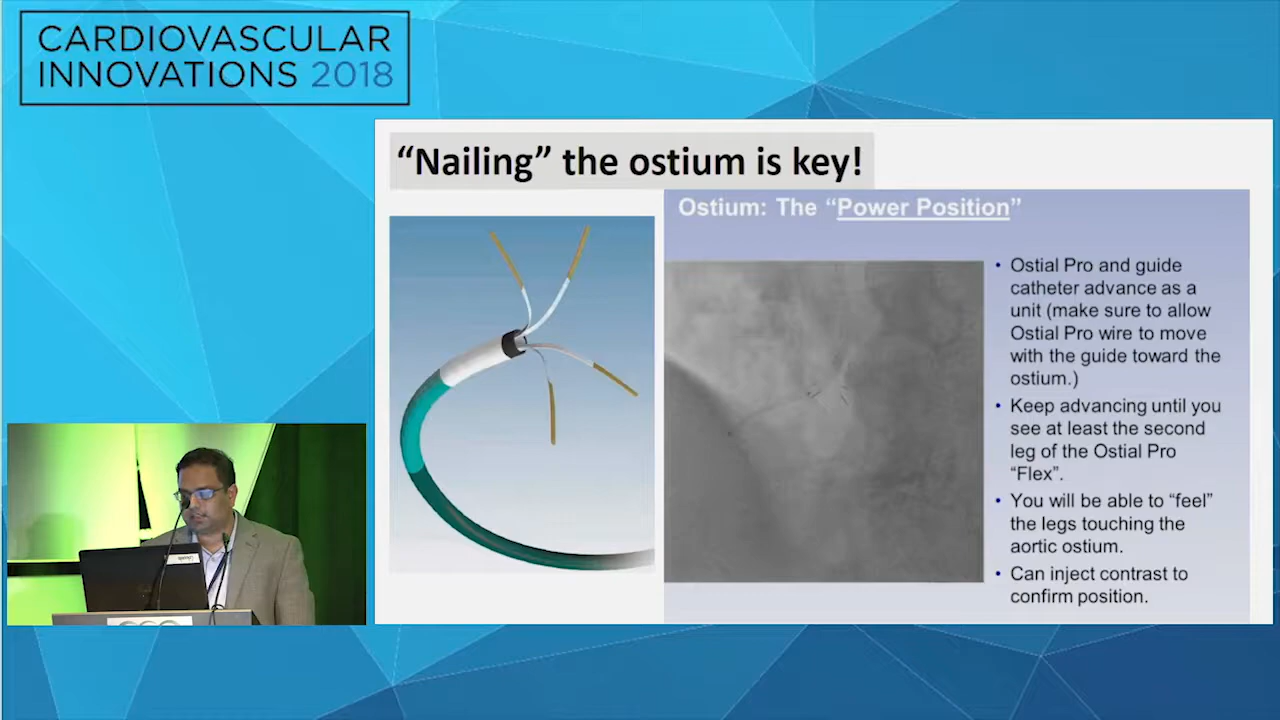 CARDIOVASCULAR
INNOVATIONS 2018
“Nailing” the ostium is key!
Ostium: The “Power Position”
• Ostial Pro and guide
catheter advance as a
unit (make sure to allow
Ostial Pro wire to move
with the guide toward the
ostium.)
• Keep advancing until you
see at least the second
leg of the Ostial Pro
“Flex”.
• You will be able to “feel”
the legs touching the
aortic ostium.
• Can inject contrast to
confirm position.